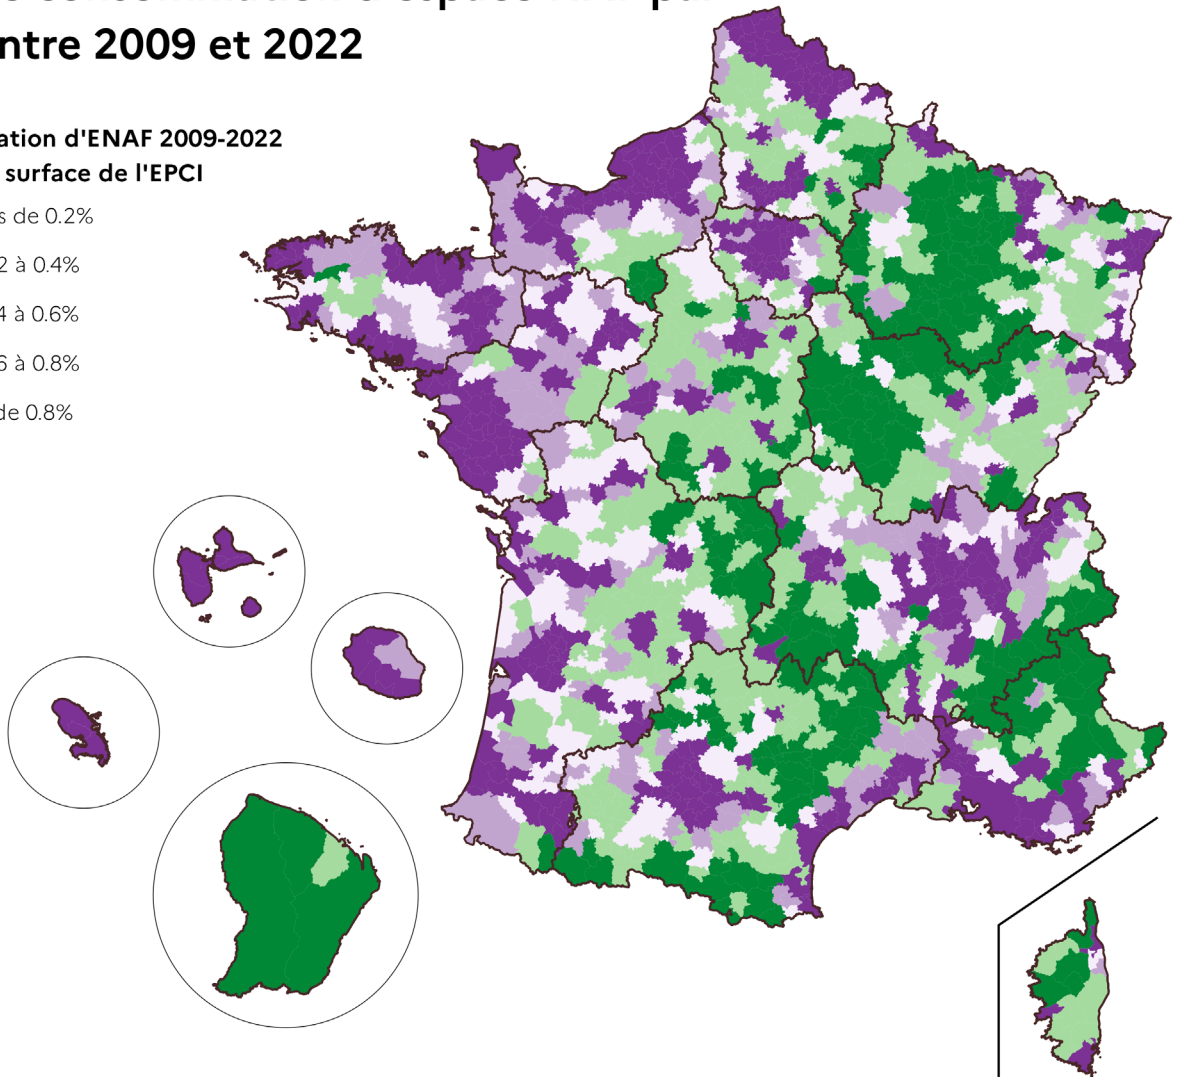 ntre 2009 et 2022
ation d'ENAF 2009-2022
surface de l'EPCI
s de 0.2%
2 à 0.4%
4 à 0.6%
6 à 0.8%
de 0.8%